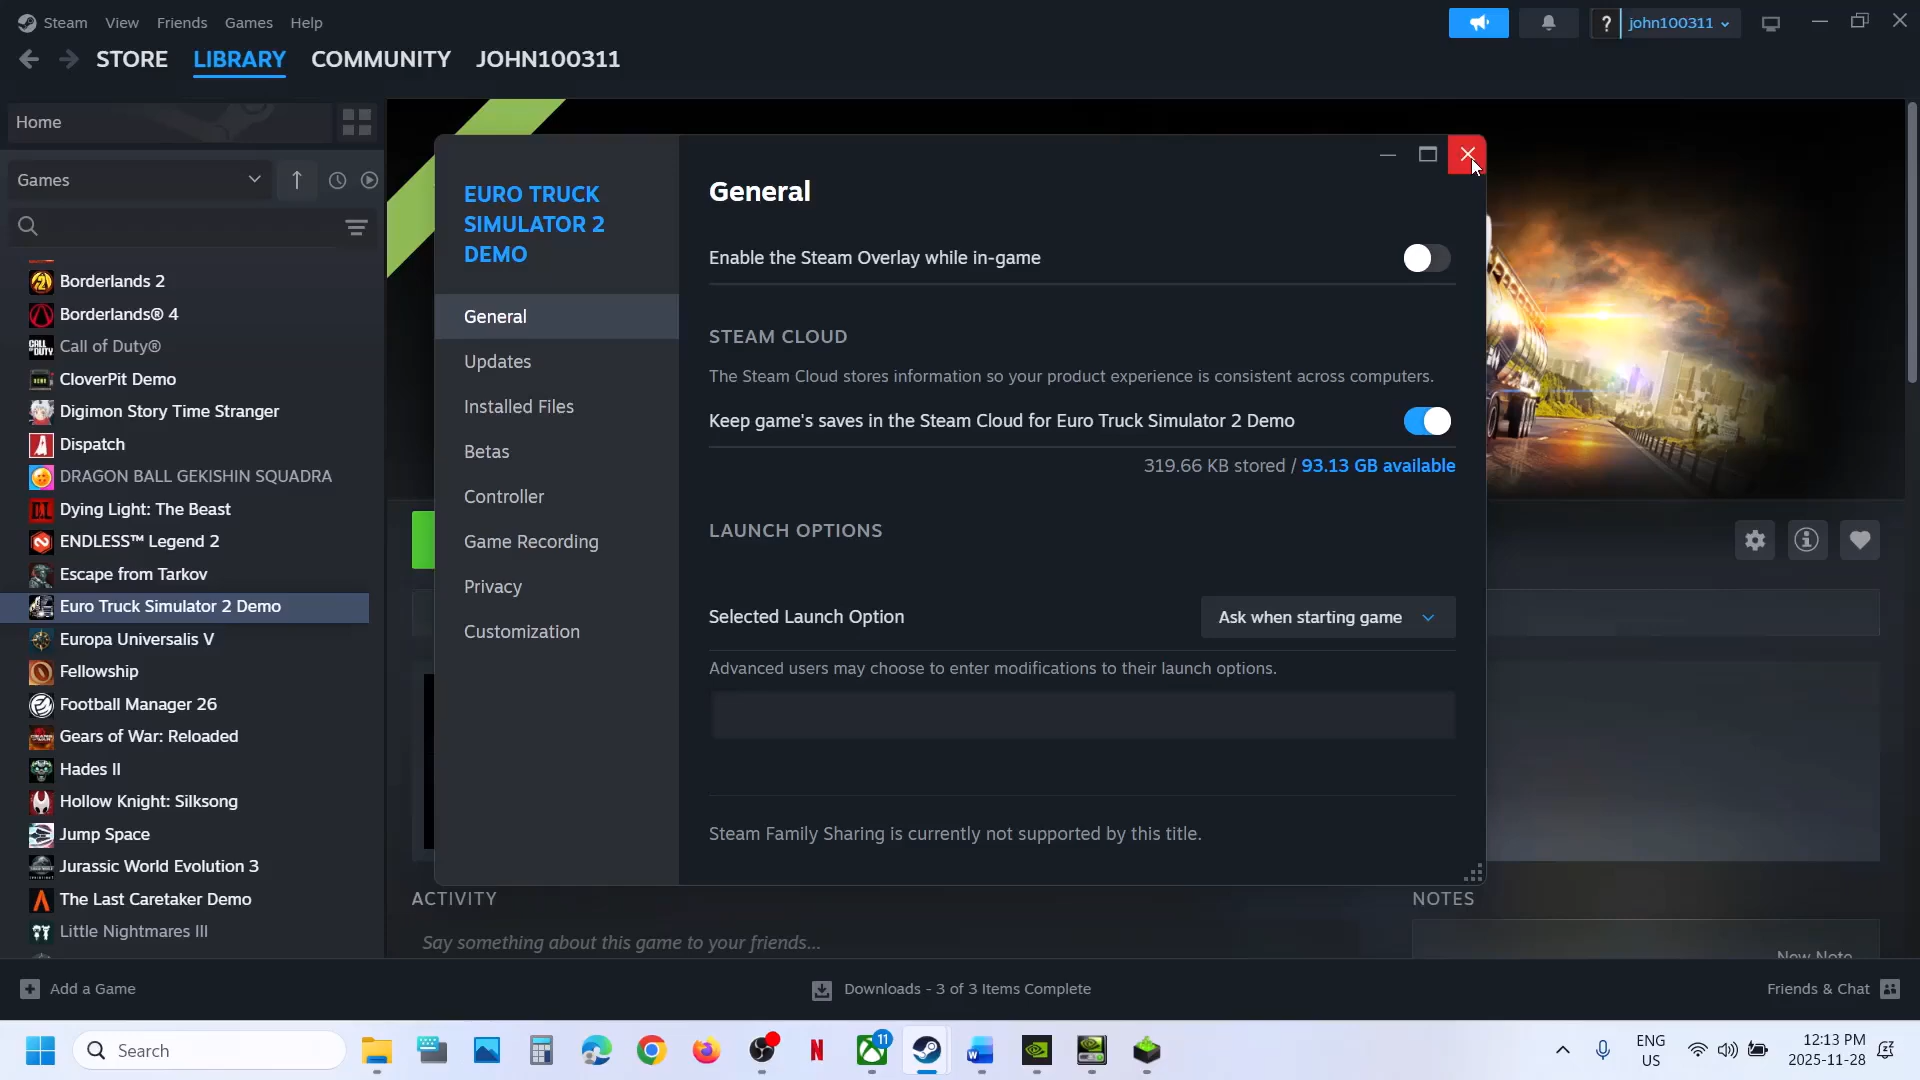 Steam View Friends Games Help
? john100311
STORE LIBRARY COMMUNITY JOHN100311
Home
Games
Borderlands 2
Borderlands® 4
Call of Duty®
CloverPit Demo
Digimon Story Time Stranger
Dispatch
DRAGON BALL GEKISHIN SQUADRA
Dying Light: The Beast
ENDLESS™ Legend 2
Escape from Tarkov
Euro Truck Simulator 2 Demo
Europa Universalis V
Fellowship
Football Manager 26
Gears of War: Reloaded
Hades II
Hollow Knight: Silksong
Jump Space
Jurassic World Evolution 3
The Last Caretaker Demo
Little Nightmares III
EURO TRUCK
SIMULATOR 2
DEMO
General
Updates
Installed Files
Betas
Controller
Game Recording
Privacy
Customization
General
Enable the Steam Overlay while in-game
STEAM CLOUD
The Steam Cloud stores information so your product experience is consistent across computers.
Keep game's saves in the Steam Cloud for Euro Truck Simulator 2 Demo
319.66 KB stored / 93.13 GB available
LAUNCH OPTIONS
Selected Launch Option Ask when starting game
Advanced users may choose to enter modifications to their launch options.
Steam Family Sharing is currently not supported by this title.
ACTIVITY
Say something about this game to your friends...
NOTES
New Note
Add a Game
Downloads - 3 of 3 Items Complete
Friends & Chat
Search
11
ENG
US
12:13 PM
2025-11-28